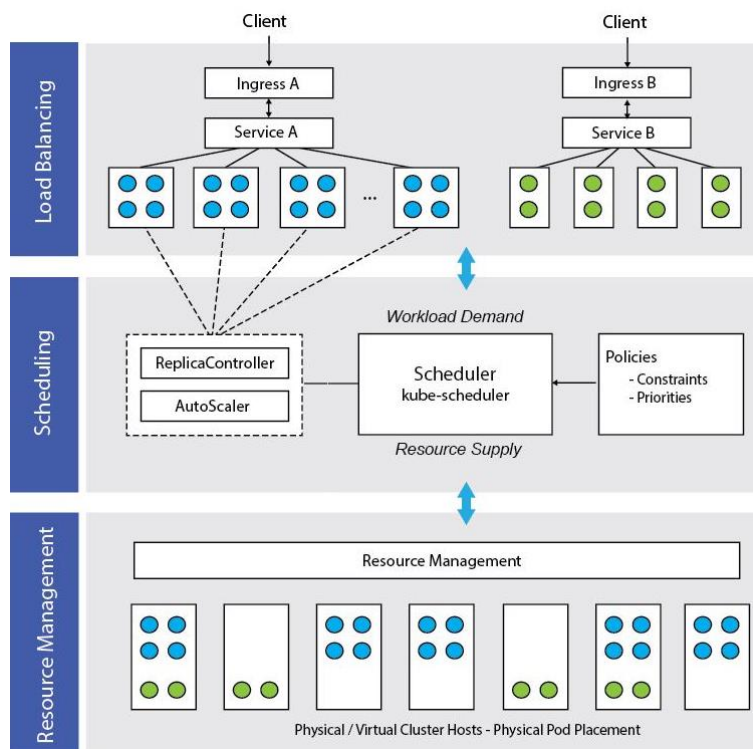 Client
Client
Load Balancing
Ingress A
Ingress B
Service A
Service B
...
Scheduling
Workload Demand
ReplicaController
AutoScaler
Scheduler
kube-scheduler
Policies
- Constraints
- Priorities
Resource Supply
Resource Management
Resource Management
Physical / Virtual Cluster Hosts - Physical Pod Placement